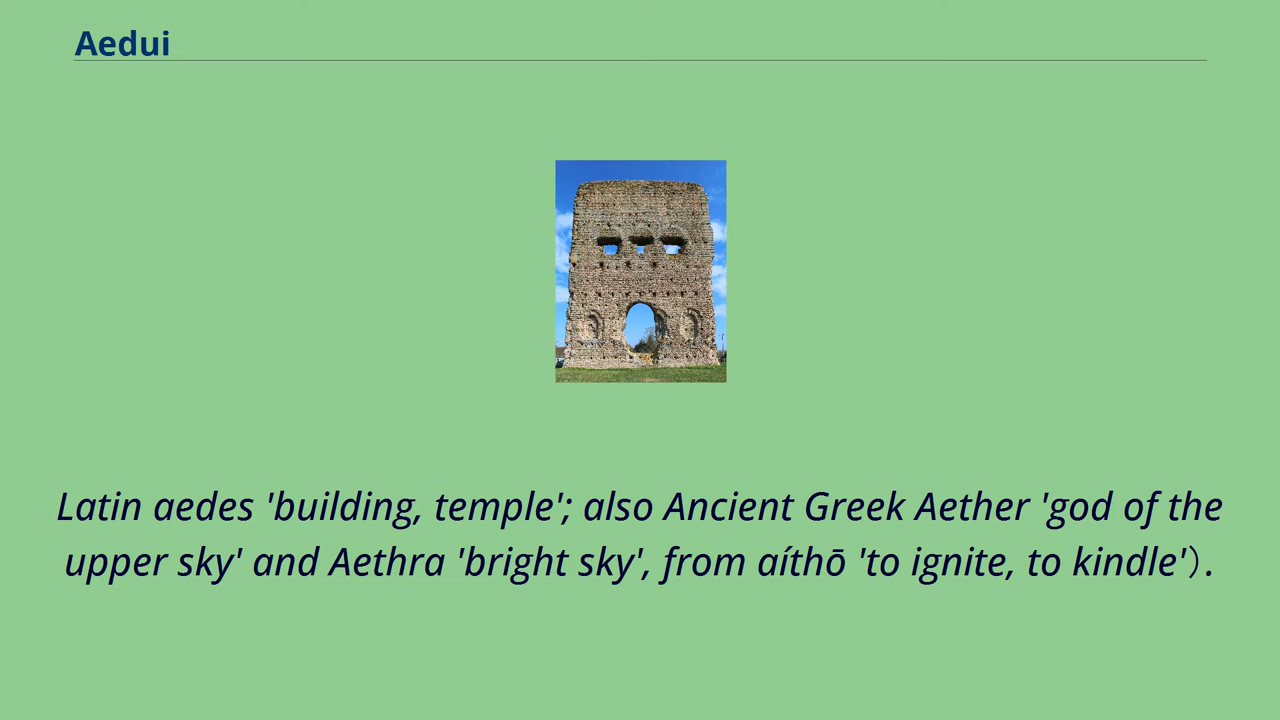 Aedui
Latin aedes 'building, temple'; also Ancient Greek Aether 'god of the
upper sky' and Aethra 'bright sky', from aíthō 'to ignite, to kindle'）.